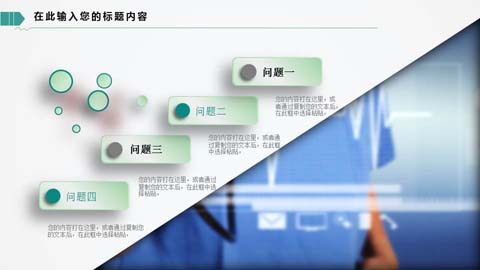 在此输入您的标题内容
问题一
您的内容打在这里，或者
通过复制您的文本后，在
此框中选择粘贴。
问题二
您的内容打在这里，或者通
过复制您的文本后，在此框
中选择粘贴。
问题三
您的内容打在这里，或者通
过复制您的文本后，在此框中选
择粘贴。
问题四
您的内容打在这里，或者通过复制您
的文本后，在此框中选择粘贴。